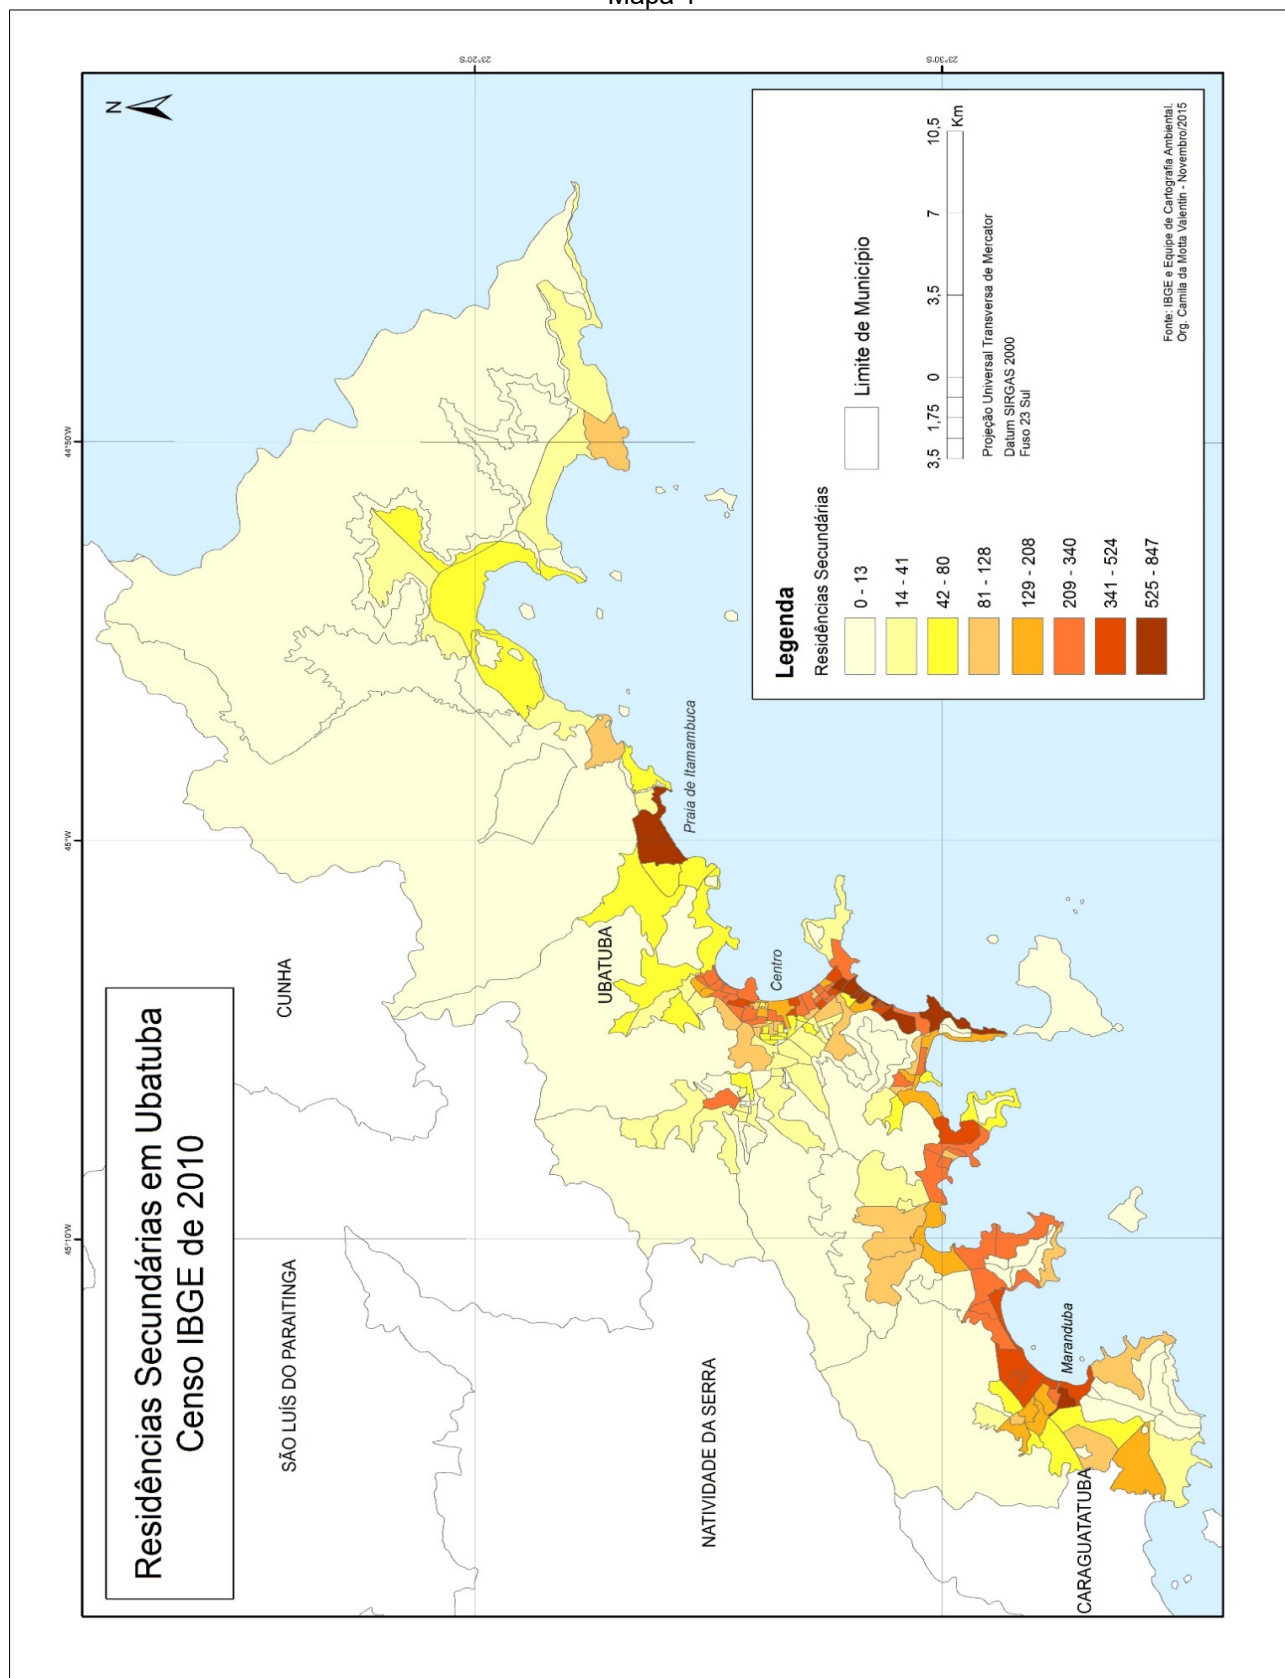 Mapa 4
Residências Secundárias em Ubatuba
Censo IBGE de 2010
N
23°20'S
23°30'S
44°50'W
45°W
45°10'W
SÃO LUÍS DO PARAITINGA
CUNHA
UBATUBA
NATIVIDADE DA SERRA
CARAGUATATUBA
Praia de Itamambuca
Centro
Maranduba
Legenda
Residências Secundárias
0 - 13
14 - 41
42 - 80
81 - 128
129 - 208
209 - 340
341 - 524
525 - 847
Limite de Município
3,5 1,75 0 3,5 7 10,5
Km
Projeção Universal Transversa de Mercator
Datum SIRGAS 2000
Fuso 23 Sul
Fonte: IBGE e Equipe de Cartografia Ambiental.
Org. Camila da Motta Valentin - Novembro/2015